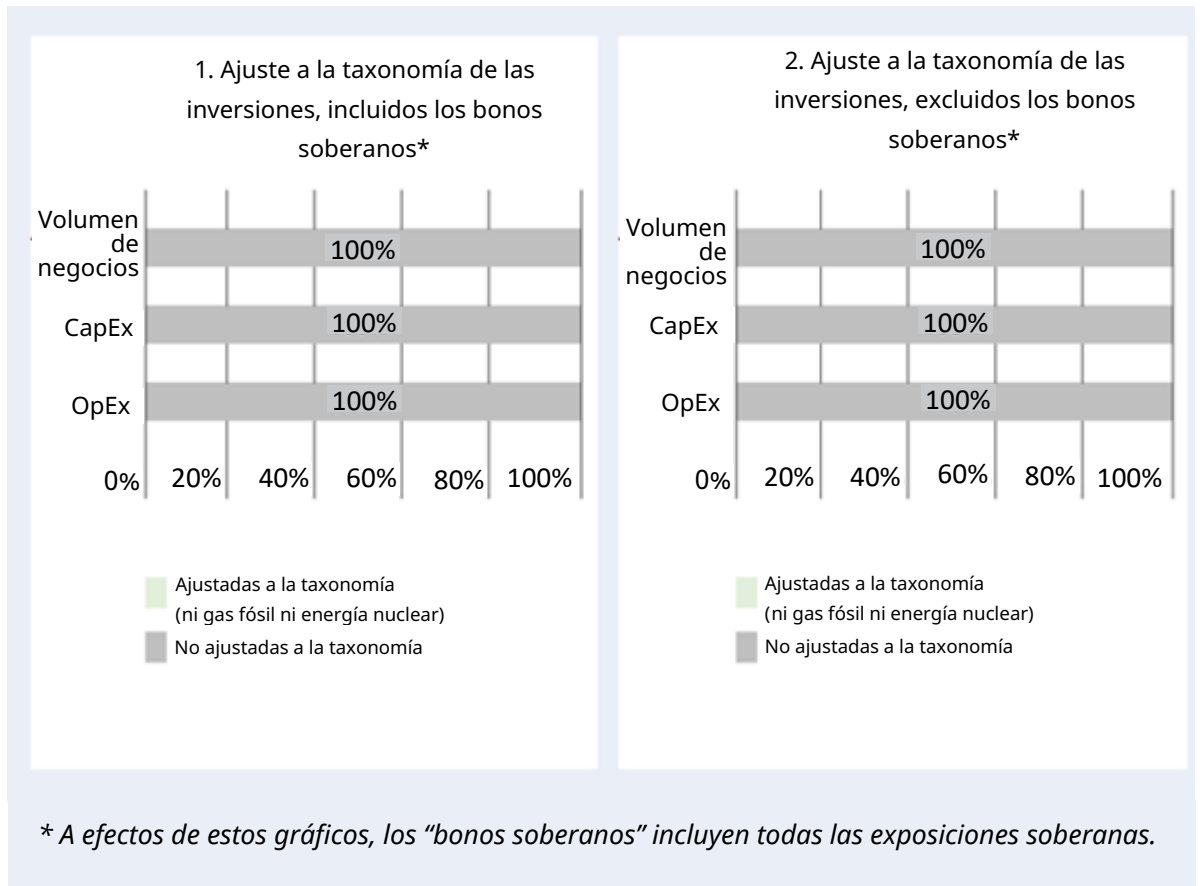 1. Ajuste a la taxonomía de las
inversiones, incluidos los bonos
soberanos*
Volumen
de
negocios
100%
CapEx
100%
OpEx
100%
0%
20%
40%
60%
80%
100%
Ajustadas a la taxonomía
(ni gas fósil ni energía nuclear)
No ajustadas a la taxonomía
2. Ajuste a la taxonomía de las
inversiones, excluidos los bonos
soberanos*
Volumen
de
negocios
100%
CapEx
100%
OpEx
100%
0%
20%
40%
60%
80%
100%
Ajustadas a la taxonomía
(ni gas fósil ni energía nuclear)
No ajustadas a la taxonomía
* A efectos de estos gráficos, los “bonos soberanos” incluyen todas las exposiciones soberanas.